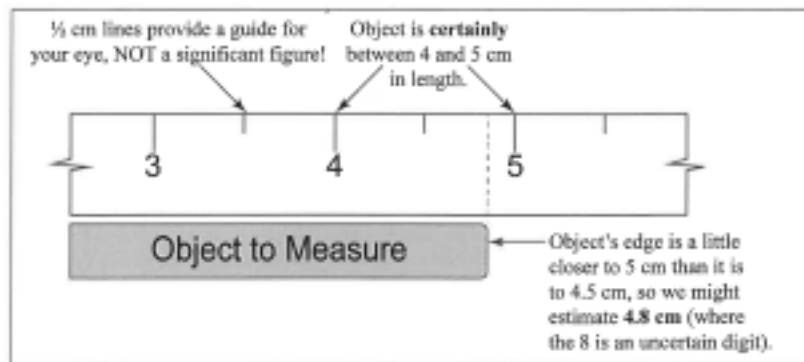 ½ cm lines provide a guide for
your eye, NOT a significant figure!
Object is certainly
between 4 and 5 cm
in length.
3 4 5
Object to Measure
Object's edge is a little
closer to 5 cm than it is
to 4.5 cm, so we might
estimate 4.8 cm (where
the 8 is an uncertain digit).